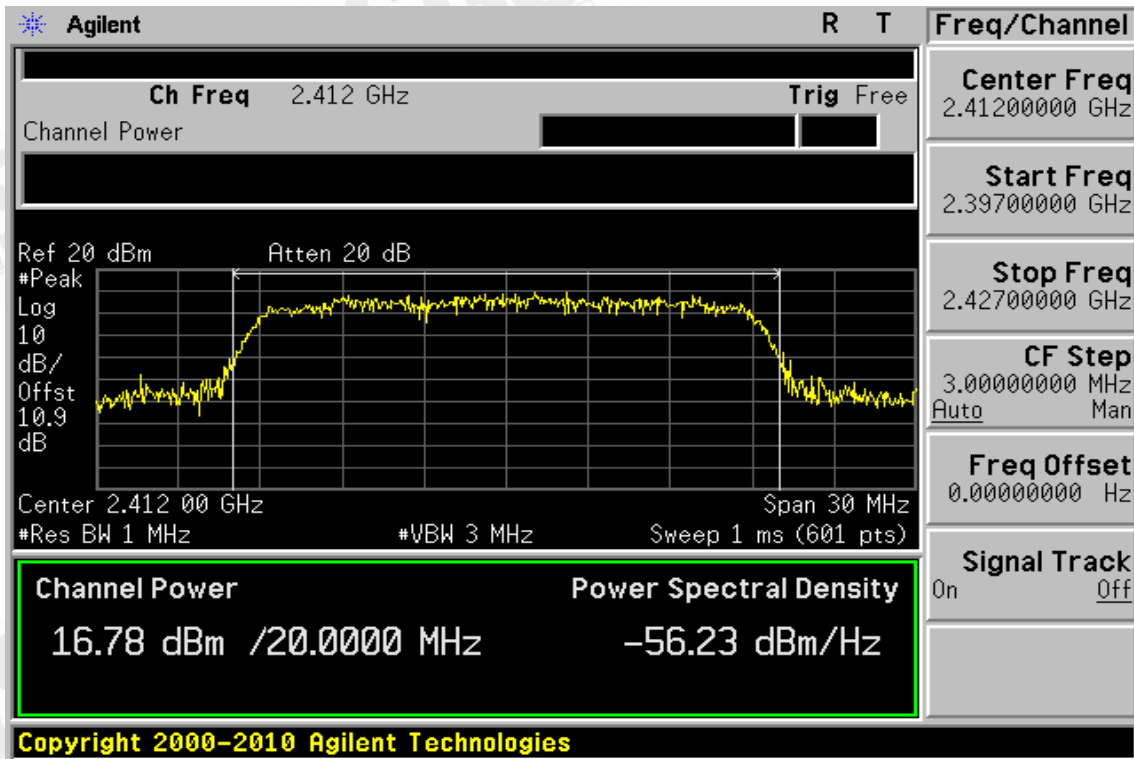 Agilent R T
Ch Freq 2.412 GHz Trig Free
Channel Power
Ref 20 dBm Atten 20 dB
#Peak
Log
10
dB/
Offst
10.9
dB
Center 2.412 00 GHz Span 30 MHz
#Res BW 1 MHz #VBW 3 MHz Sweep 1 ms (601 pts)
Channel Power Power Spectral Density
16.78 dBm /20.0000 MHz -56.23 dBm/Hz
Copyright 2000-2010 Agilent Technologies
Freq/Channel
Center Freq
2.41200000 GHz
Start Freq
2.39700000 GHz
Stop Freq
2.42700000 GHz
CF Step
3.00000000 MHz
Auto Man
Freq Offset
0.00000000 Hz
Signal Track
On Off